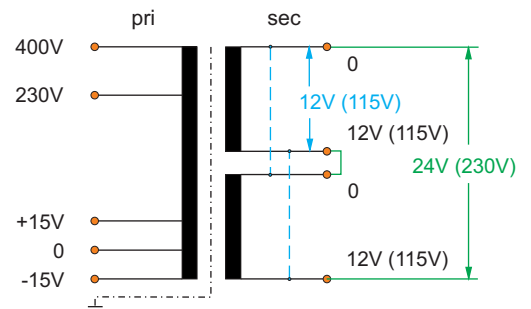 pri
sec
400V
0
230V
12V (115V)
12V (115V)
24V (230V)
0
+15V
0
12V (115V)
-15V